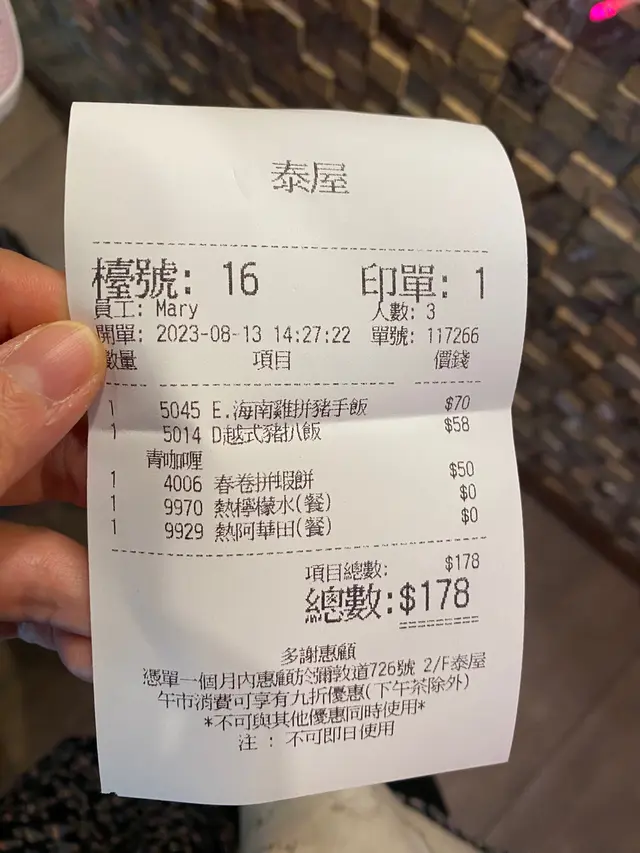 泰屋
檯號: 16 印單: 1
員工: Mary 人數: 3
開單: 2023-08-13 14:27:22 單號: 117266
數量 項目 價錢
1 5045 E.海南雞拼豬手飯 $70
1 5014 D越式豬扒飯 $58
青咖喱
1 4006 春卷拼蝦餅 $50
1 9970 熱檸檬水(餐) $0
1 9929 熱阿華田(餐) $0
項目總數: $178
總數:$178
多謝惠顧
憑單一個月內惠顧於彌敦道726號 2/F泰屋
午市消費可享有九折優惠(下午茶除外)
*不可與其他優惠同時使用*
注 : 不可即日使用